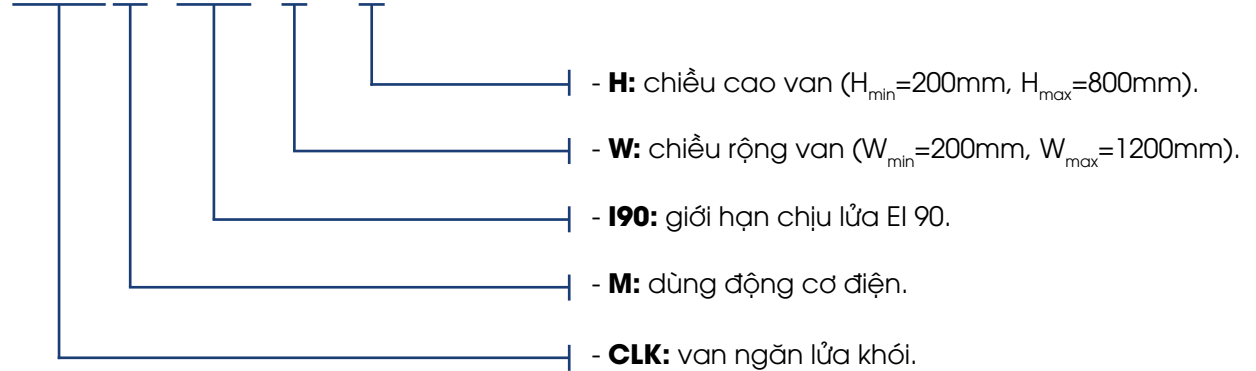 - H: chiều cao van (Hmin=200mm, Hmax=800mm).
- W: chiều rộng van (Wmin=200mm, Wmax=1200mm).
- I90: giới hạn chịu lửa EI 90.
- M: dùng động cơ điện.
- CLK: van ngăn lửa khói.